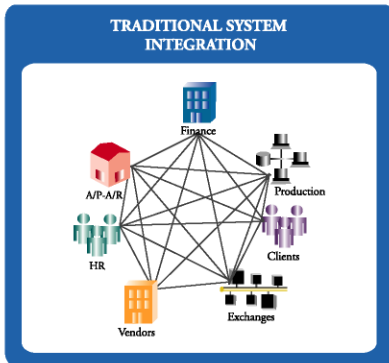 TRADITIONAL SYSTEM
INTEGRATION
Finance
A/P-A/R
Production
HR
Clients
Vendors
Exchanges